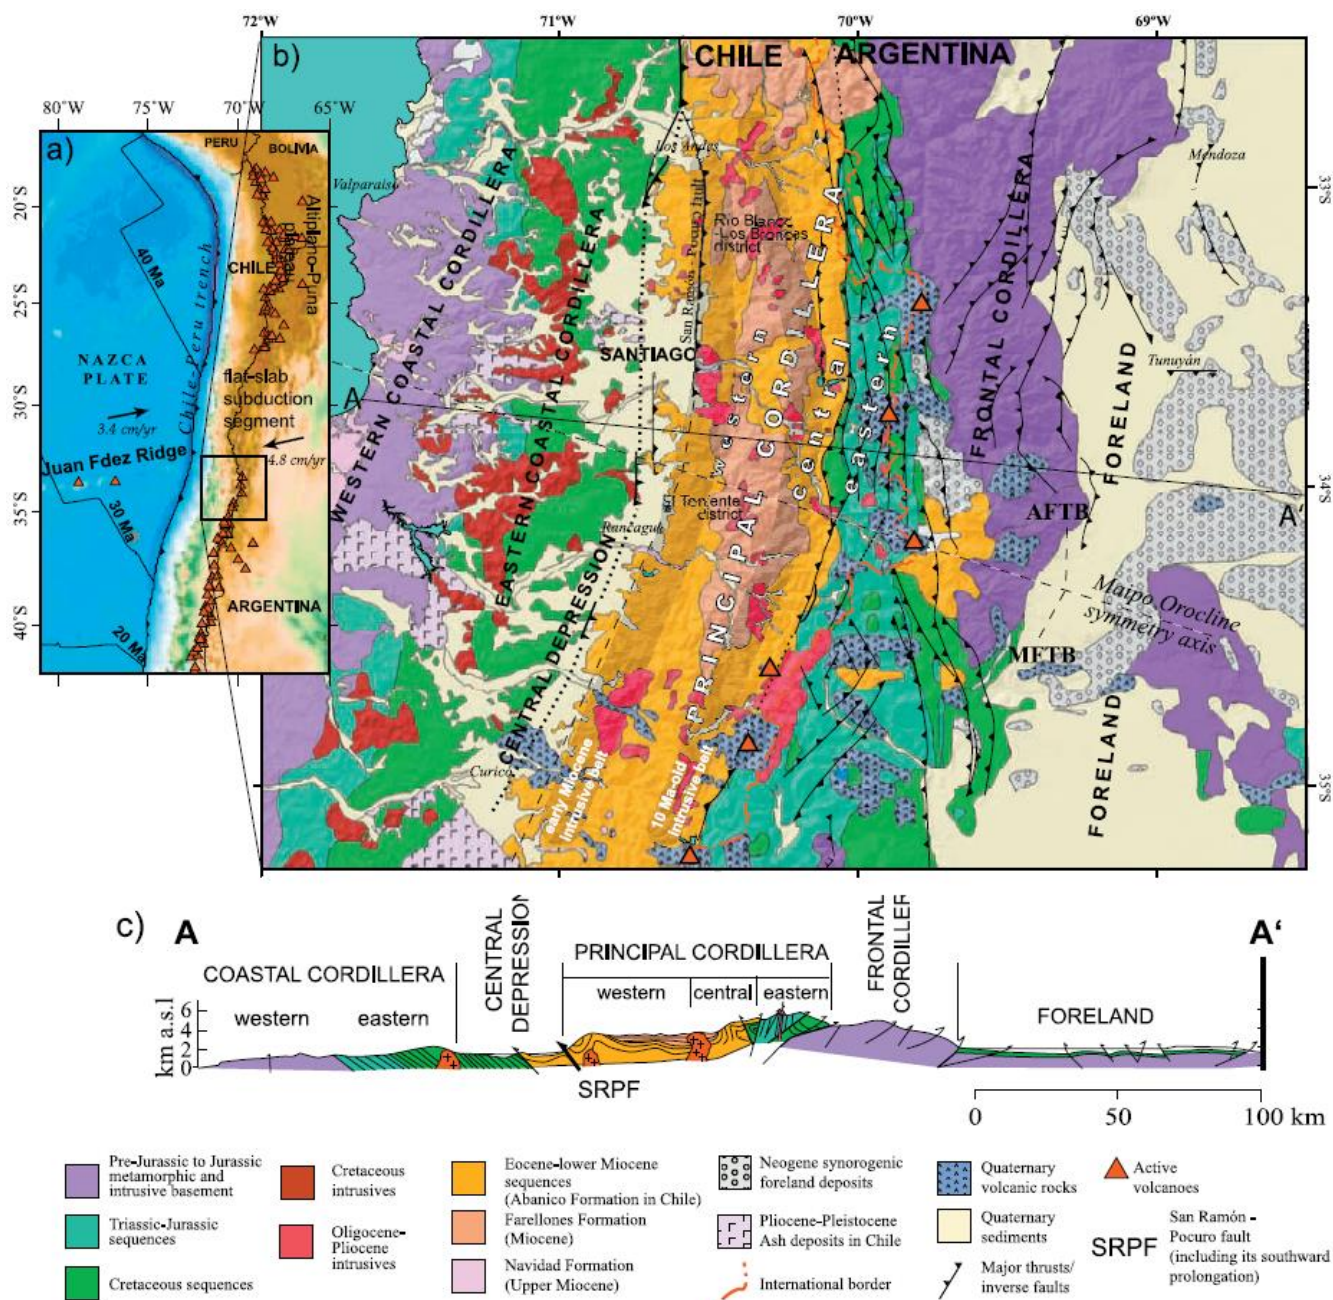 72°W
71°W
70°W
69°W
b)
CHILE
ARGENTINA
80°W
75°W
70°W
65°W
a)
PERU
BOLIVIA
20°S
25°S
30°S
35°S
40°S
40 Ma
Chile-Peru trench
CHILE
Altiplano-Puna
plateau
NAZCA
PLATE
3.4 cm/yr
flat-slab
subduction
segment
4.8 cm/yr
Juan Fdez Ridge
30 Ma
20 Ma
ARGENTINA
Valparaiso
Los Andes
Mendoza
33°S
Río Blanco
-Los Bronces
district
San Ramón - Pocuro fault
WESTERN COASTAL CORDILLERA
EASTERN COASTAL CORDILLERA
SANTIAGO
PRINCIPAL CORDILLERA
western
central
eastern
FRONTAL CORDILLERA
FORELAND
Tunuyán
A
A'
34°S
El Teniente
district
Rancagua
CENTRAL DEPRESSION
AFTB
Maipo Orocline
symmetry axis
MFTB
FORELAND
Curicó
early Miocene
intrusive belt
10 Ma-old
intrusive belt
35°S
c)
A
A'
COASTAL CORDILLERA
CENTRAL
DEPRESSION
PRINCIPAL CORDILLERA
FRONTAL
CORDILLER
western
eastern
western
central
eastern
FORELAND
km a.s.l
6
4
2
0
SRPF
0
50
100 km
Pre-Jurassic to Jurassic
metamorphic and
intrusive basement
Triassic-Jurassic
sequences
Cretaceous sequences
Cretaceous
intrusives
Oligocene-
Pliocene
intrusives
Eocene-lower Miocene
sequences
(Abanico Formation in Chile)
Farellones Formation
(Miocene)
Navidad Formation
(Upper Miocene)
Neogene synorogenic
foreland deposits
Pliocene-Pleistocene
Ash deposits in Chile
International border
Quaternary
volcanic rocks
Quaternary
sediments
Major thrusts/
inverse faults
Active
volcanoes
SRPF
San Ramón -
Pocuro fault
(including its southward
prolongation)